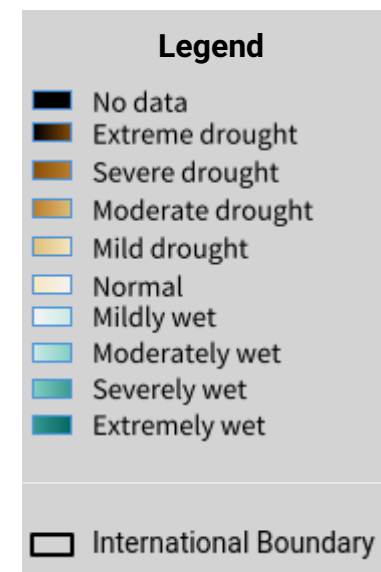 Legend
No data
Extreme drought
Severe drought
Moderate drought
Mild drought
Normal
Mildly wet
Moderately wet
Severely wet
Extremely wet
International Boundary